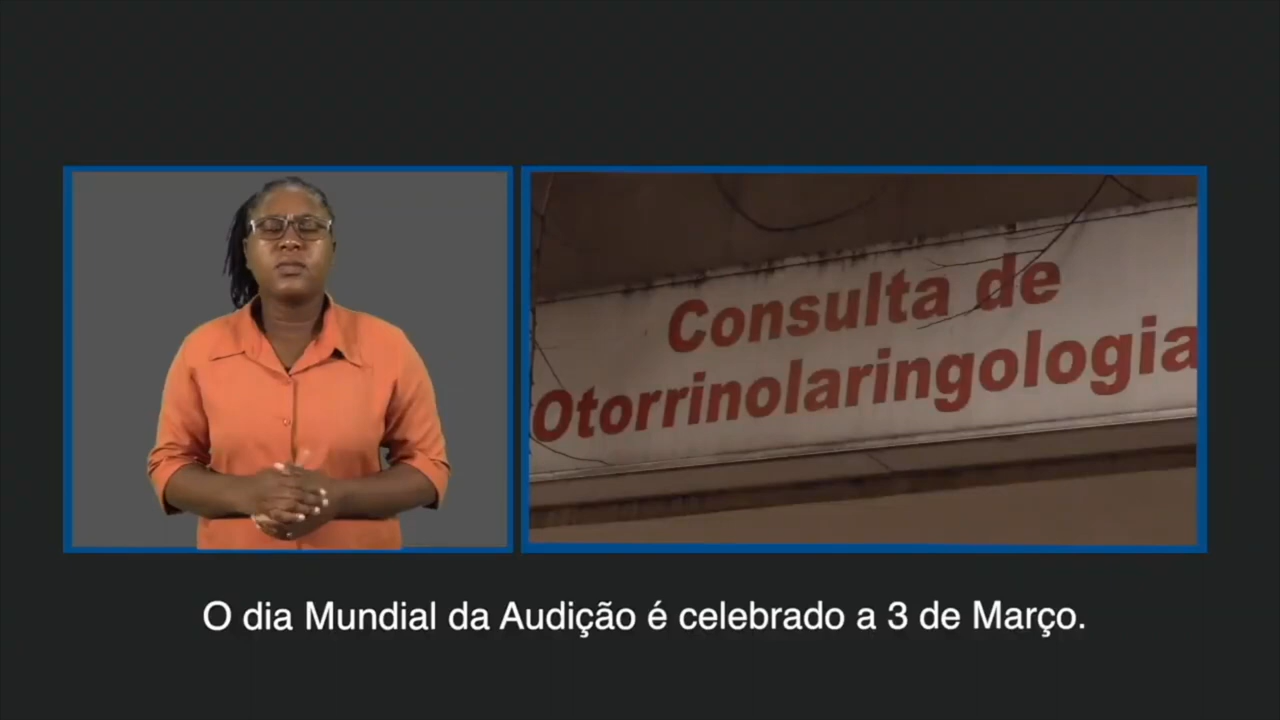 Consulta de
Otorrinolaringologia
O dia Mundial da Audição é celebrado a 3 de Março.